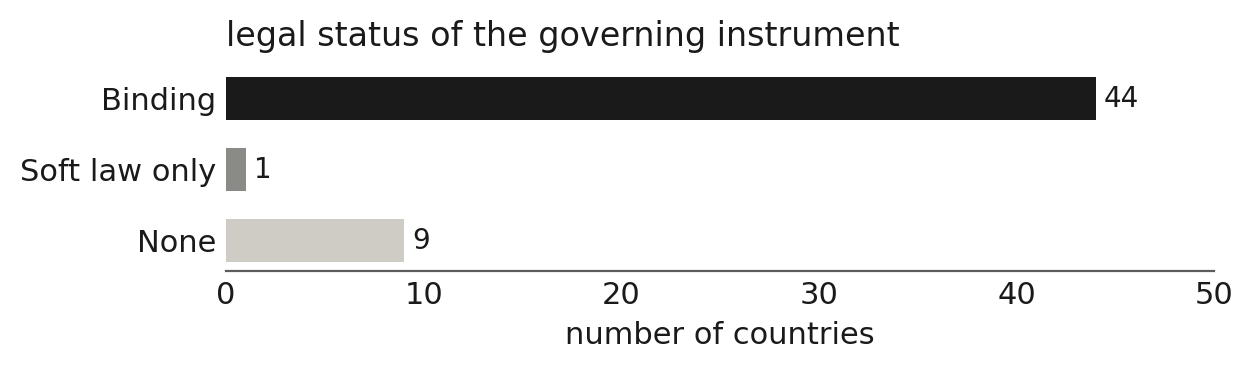 legal status of the governing instrument
Binding 44
Soft law only 1
None 9
0 10 20 30 40 50
number of countries